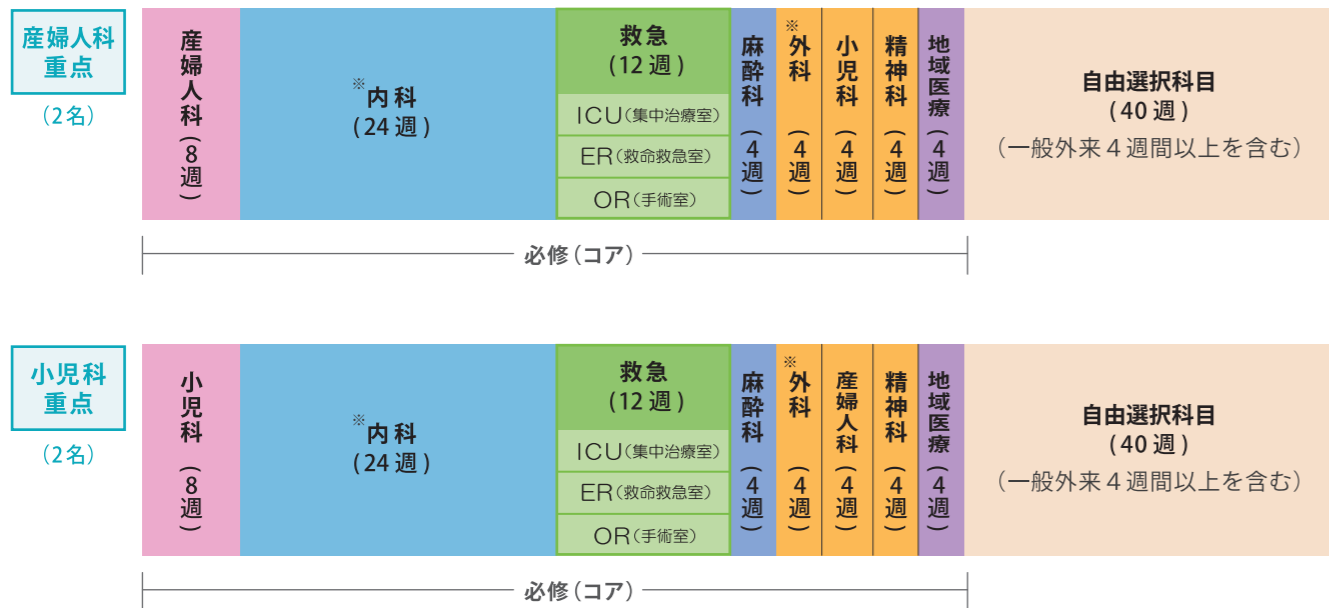 産婦人科
重点
(2名)
産婦人科(8週)
※内科
(24週)
救急
(12週)
ICU(集中治療室)
ER(救命救急室)
OR(手術室)
麻酔科(4週)
※外科(4週)
小児科(4週)
精神科(4週)
地域医療(4週)
自由選択科目
(40週)
(一般外来4週間以上を含む)
必修(コア)
小児科
重点
(2名)
小児科(8週)
※内科
(24週)
救急
(12週)
ICU(集中治療室)
ER(救命救急室)
OR(手術室)
麻酔科(4週)
※外科(4週)
産婦人科(4週)
精神科(4週)
地域医療(4週)
自由選択科目
(40週)
(一般外来4週間以上を含む)
必修(コア)